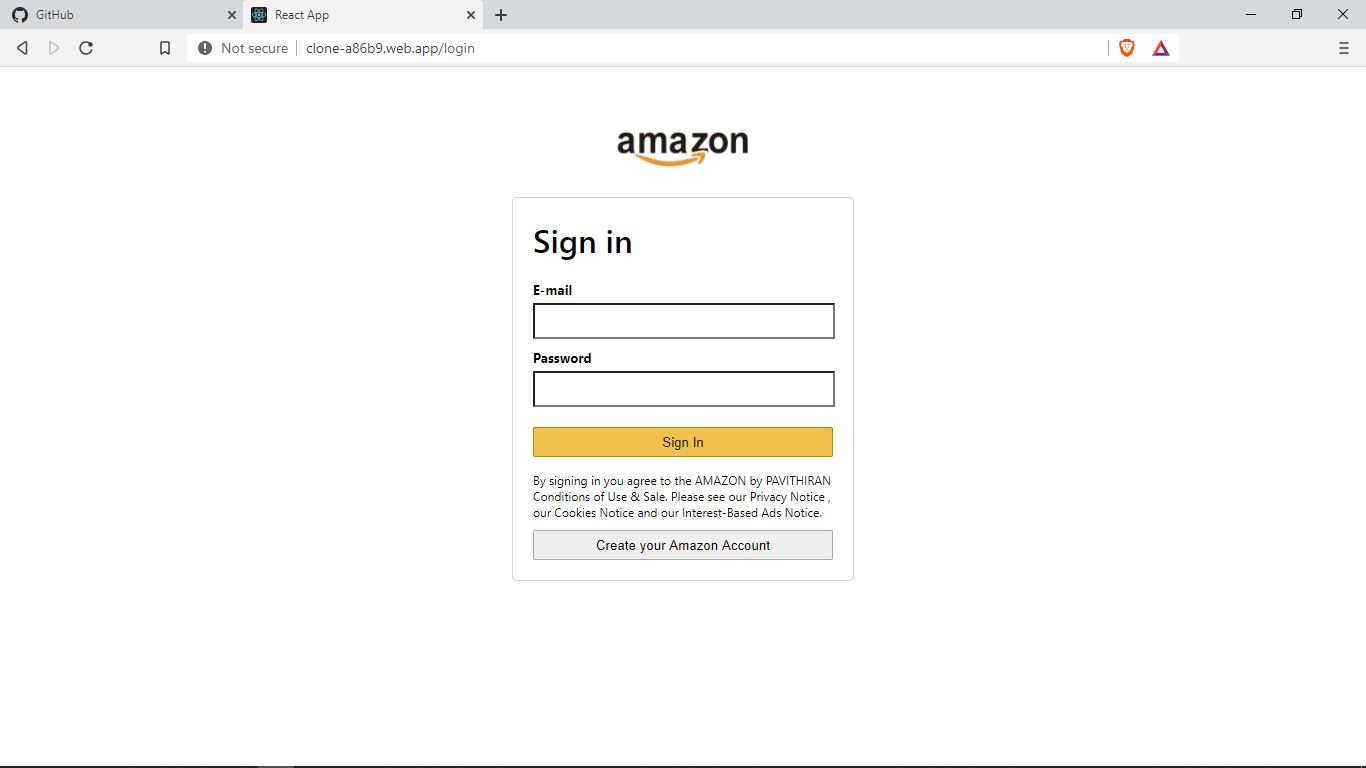 GitHub
React App
Not secure
clone-a86b9.web.app/login
amazon
Sign in
E-mail
Password
Sign In
By signing in you agree to the AMAZON by PAVITHIRAN
Conditions of Use & Sale. Please see our Privacy Notice ,
our Cookies Notice and our Interest-Based Ads Notice.
Create your Amazon Account